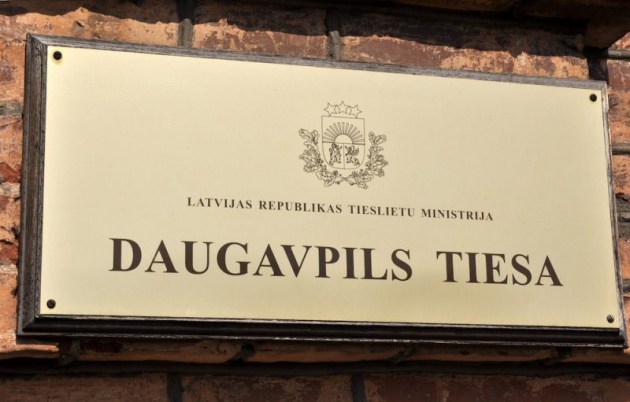 LATVIJAS REPUBLIKAS TIESLIETU MINISTRIJA
DAUGAVPILS TIESA